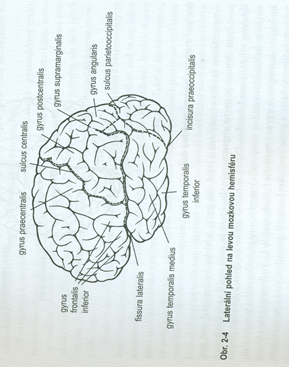 gyrus praecentralis
sulcus centralis
gyrus postcentralis
gyrus supramarginalis
gyrus angularis
sulcus parietooccipitalis
gyrus
frontalis
inferior
fissura lateralis
gyrus temporalis medius
gyrus temporalis
inferior
incisura praeoccipitalis
Obr. 2-4 Laterální pohled na levou mozkovou hemisféru